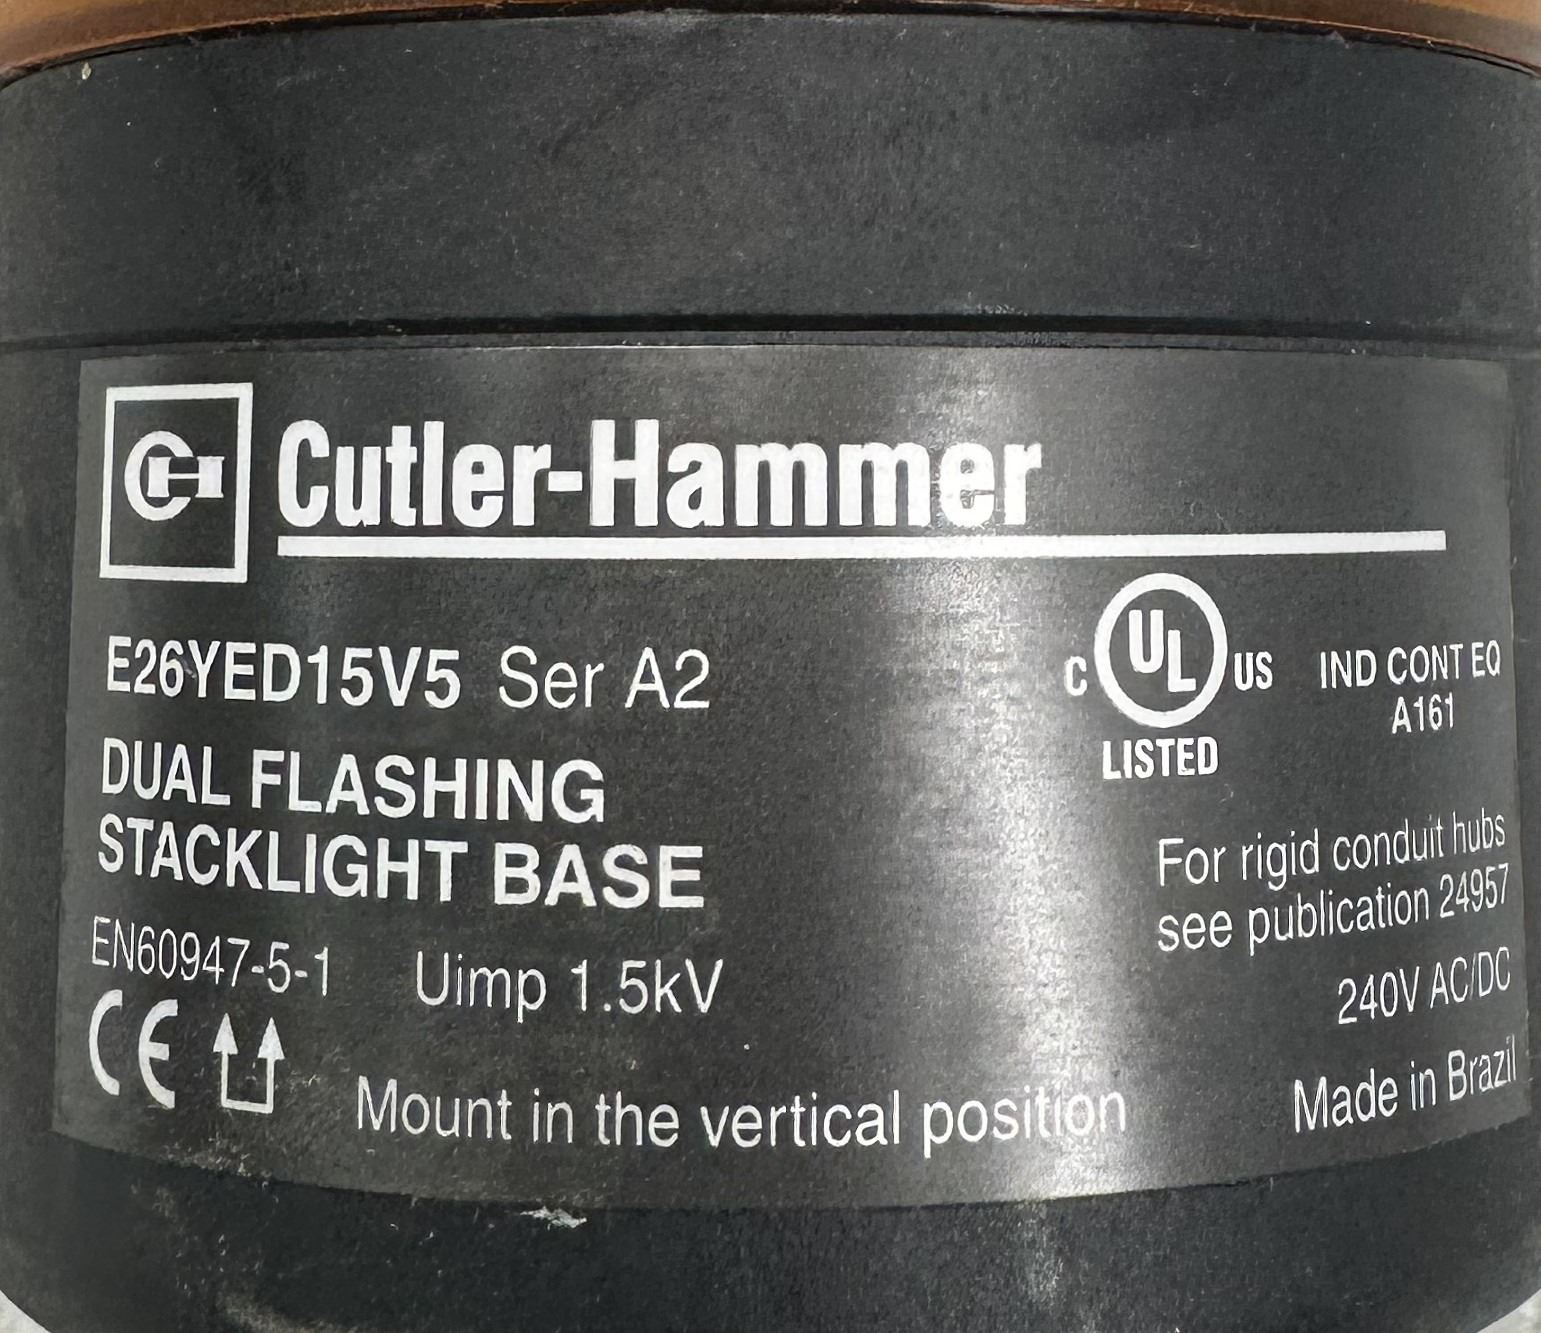 CH Cutler-Hammer
E26YED15V5 Ser A2
C UL US
LISTED
IND CONT EQ
A161
DUAL FLASHING
STACKLIGHT BASE
For rigid conduit hubs
see publication 24957
EN60947-5-1 Uimp 1.5kV
240V AC/DC
CE
Mount in the vertical position
Made in Brazil